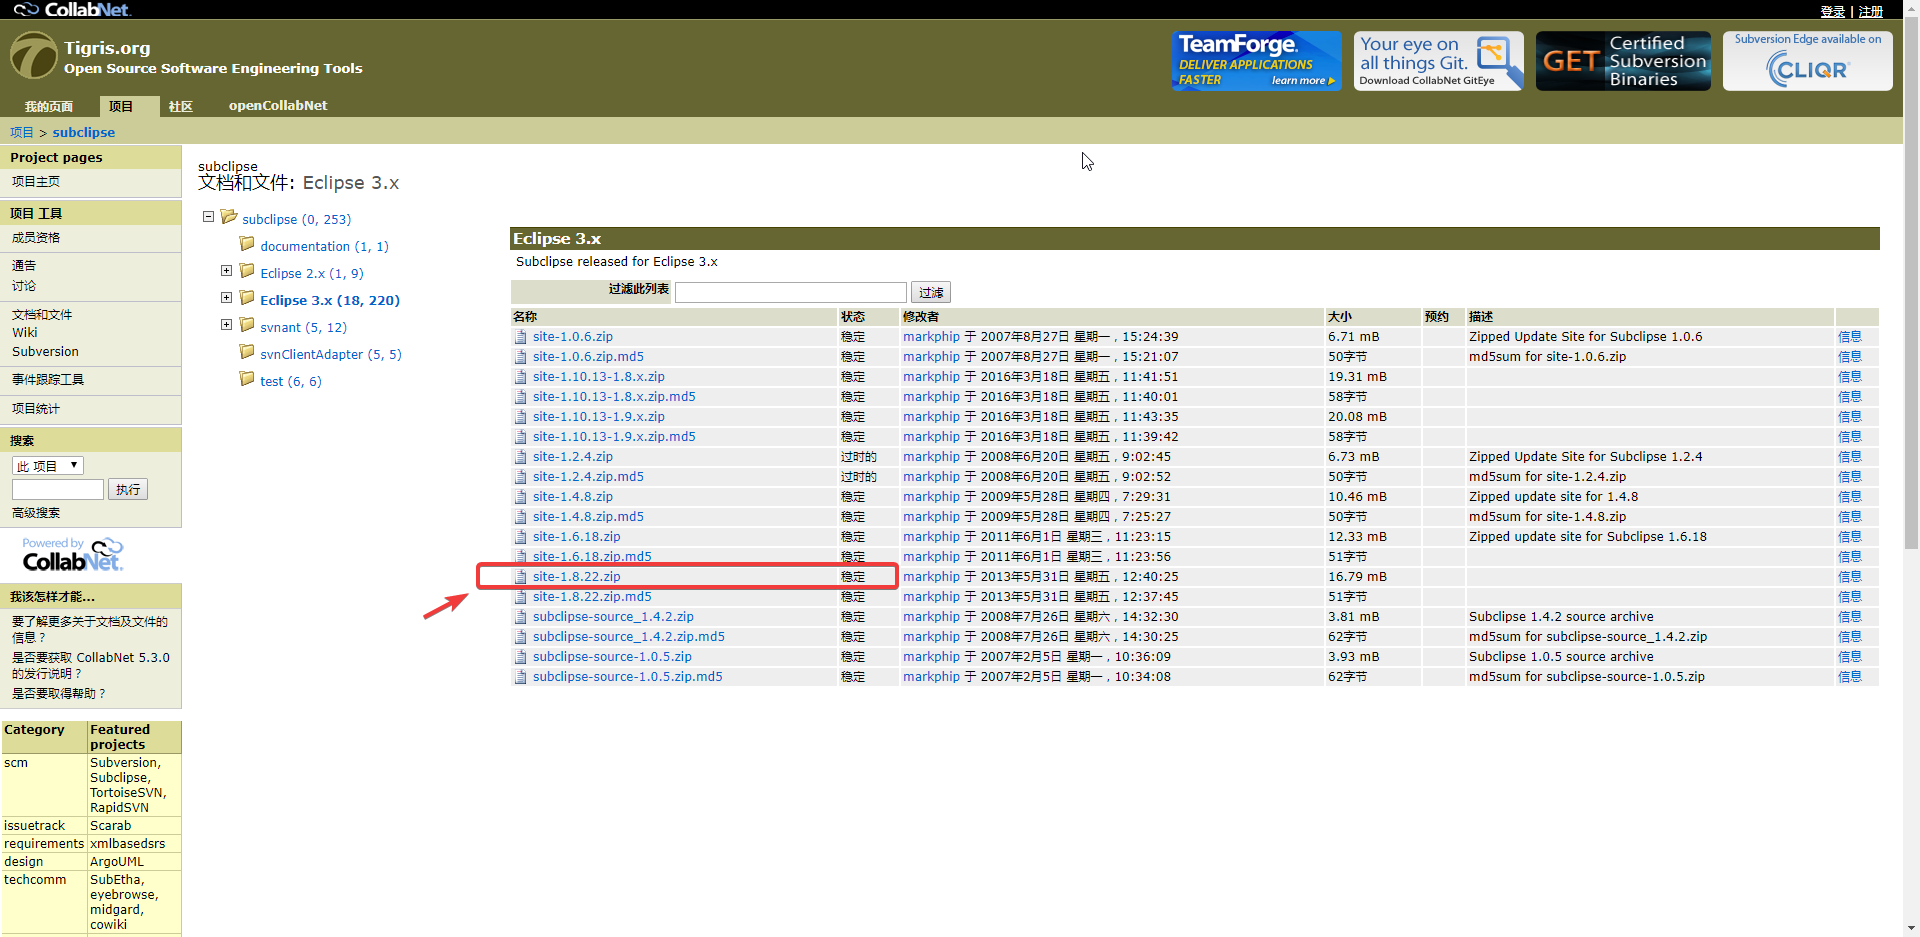 CollabNet.
登录 | 注册
Tigris.org
Open Source Software Engineering Tools
TeamForge.
DELIVER APPLICATIONS
FASTER
learn more
Your eye on
all things Git.
Download CollabNet GitEye
GET
Certified
Subversion
Binaries
Subversion Edge available on
CLIQR
我的页面 项目 社区 openCollabNet
项目 > subclipse
Project pages
项目主页
项目 工具
成员资格
通告
讨论
文档和文件
Wiki
Subversion
事件跟踪工具
项目统计
搜索
此 项目
执行
高级搜索
Powered by
CollabNet.
我该怎样才能...
要了解更多关于文档及文件的
信息？
是否要获取 CollabNet 5.3.0
的发行说明？
是否要取得帮助？
Category Featured
projects
scm Subversion,
Subclipse,
TortoiseSVN,
RapidSVN
issuetrack Scarab
requirements xmlbasedsrs
design ArgoUML
techcomm SubEtha,
eyebrowse,
midgard,
cowiki
subclipse
文档和文件: Eclipse 3.x
subclipse (0, 253)
documentation (1, 1)
Eclipse 2.x (1, 9)
Eclipse 3.x (18, 220)
svnant (5, 12)
svnClientAdapter (5, 5)
test (6, 6)
Eclipse 3.x
Subclipse released for Eclipse 3.x
过滤此列表 过滤
名称 状态 修改者 大小 预约 描述
site-1.0.6.zip 稳定 markphip 于 2007年8月27日 星期一，15:24:39 6.71 mB Zipped Update Site for Subclipse 1.0.6 信息
site-1.0.6.zip.md5 稳定 markphip 于 2007年8月27日 星期一，15:21:07 50字节 md5sum for site-1.0.6.zip 信息
site-1.10.13-1.8.x.zip 稳定 markphip 于 2016年3月18日 星期五，11:41:51 19.31 mB 信息
site-1.10.13-1.8.x.zip.md5 稳定 markphip 于 2016年3月18日 星期五，11:40:01 58字节 信息
site-1.10.13-1.9.x.zip 稳定 markphip 于 2016年3月18日 星期五，11:43:35 20.08 mB 信息
site-1.10.13-1.9.x.zip.md5 稳定 markphip 于 2016年3月18日 星期五，11:39:42 58字节 信息
site-1.2.4.zip 过时的 markphip 于 2008年6月20日 星期五，9:02:45 6.73 mB Zipped Update Site for Subclipse 1.2.4 信息
site-1.2.4.zip.md5 过时的 markphip 于 2008年6月20日 星期五，9:02:52 50字节 md5sum for site-1.2.4.zip 信息
site-1.4.8.zip 稳定 markphip 于 2009年5月28日 星期四，7:29:31 10.46 mB Zipped update site for 1.4.8 信息
site-1.4.8.zip.md5 稳定 markphip 于 2009年5月28日 星期四，7:25:27 50字节 md5sum for site-1.4.8.zip 信息
site-1.6.18.zip 稳定 markphip 于 2011年6月1日 星期三，11:23:15 12.33 mB Zipped update site for Subclipse 1.6.18 信息
site-1.6.18.zip.md5 稳定 markphip 于 2011年6月1日 星期三，11:23:56 51字节 信息
site-1.8.22.zip 稳定 markphip 于 2013年5月31日 星期五，12:40:25 16.79 mB 信息
site-1.8.22.zip.md5 稳定 markphip 于 2013年5月31日 星期五，12:37:45 51字节 信息
subclipse-source_1.4.2.zip 稳定 markphip 于 2008年7月26日 星期六，14:32:30 3.81 mB Subclipse 1.4.2 source archive 信息
subclipse-source_1.4.2.zip.md5 稳定 markphip 于 2008年7月26日 星期六，14:30:25 62字节 md5sum for subclipse-source_1.4.2.zip 信息
subclipse-source-1.0.5.zip 稳定 markphip 于 2007年2月5日 星期一，10:36:09 3.93 mB Subclipse 1.0.5 source archive 信息
subclipse-source-1.0.5.zip.md5 稳定 markphip 于 2007年2月5日 星期一，10:34:08 62字节 md5sum for subclipse-source-1.0.5.zip 信息